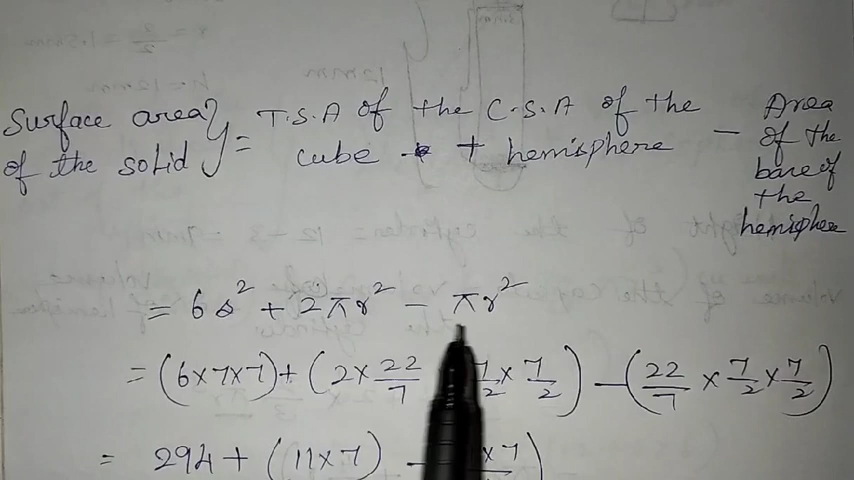 Surface area} = T.S.A of the C.S.A of the − Area
of the solid cube + hemisphere of the
base of
the
hemisphere
= 6a² + 2πr² − πr²
= (6×7×7) + (2 × 22/7 7/2 × 7/2) − (22/7 × 7/2 × 7/2)
= 294 + (11×7) − ×7)